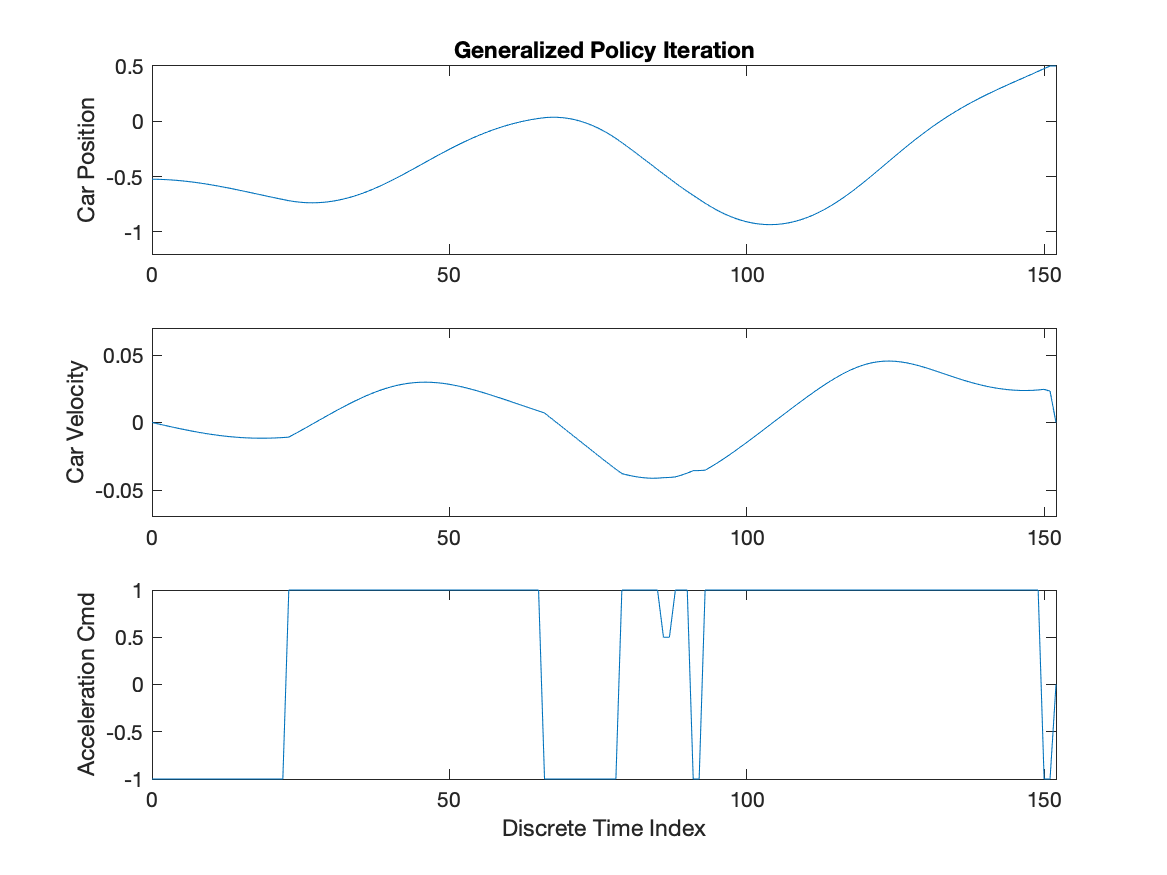 Generalized Policy Iteration
Car Position
0.5
0
-0.5
-1
0 50 100 150
Car Velocity
0.05
0
-0.05
0 50 100 150
Acceleration Cmd
1
0.5
0
-0.5
-1
0 50 100 150
Discrete Time Index